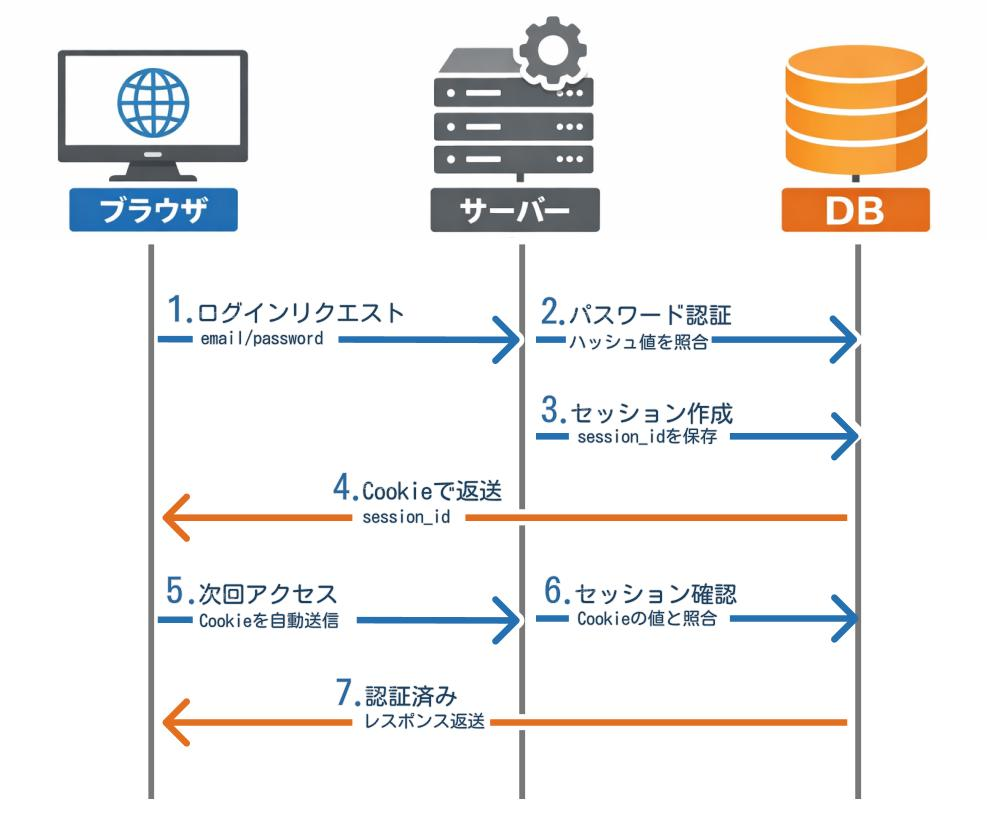 ブラウザ
サーバー
DB
1.ログインリクエスト
email/password
2.パスワード認証
ハッシュ値を照合
3.セッション作成
session_idを保存
4.Cookieで返送
session_id
5.次回アクセス
Cookieを自動送信
6.セッション確認
Cookieの値と照合
7.認証済み
レスポンス返送